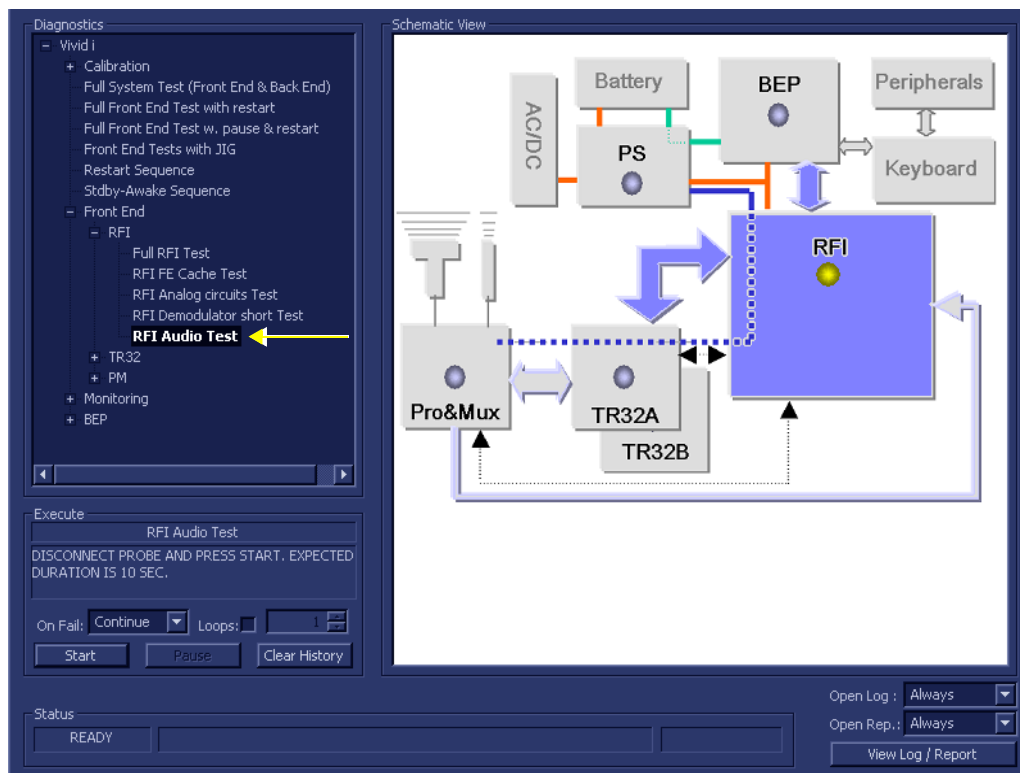 Diagnostics
Vivid i
Calibration
Full System Test (Front End & Back End)
Full Front End Test with restart
Full Front End Test w. pause & restart
Front End Tests with JIG
Restart Sequence
Stdby-Awake Sequence
Front End
RFI
Full RFI Test
RFI FE Cache Test
RFI Analog circuits Test
RFI Demodulator short Test
RFI Audio Test
TR32
PM
Monitoring
BEP
Execute
RFI Audio Test
DISCONNECT PROBE AND PRESS START. EXPECTED
DURATION IS 10 SEC.
On Fail: Continue Loops: 1
Start Pause Clear History
Schematic View
AC/DC
Battery
BEP
Peripherals
PS
Keyboard
RFI
Pro&Mux
TR32A
TR32B
Status
READY
Open Log : Always
Open Rep.: Always
View Log / Report